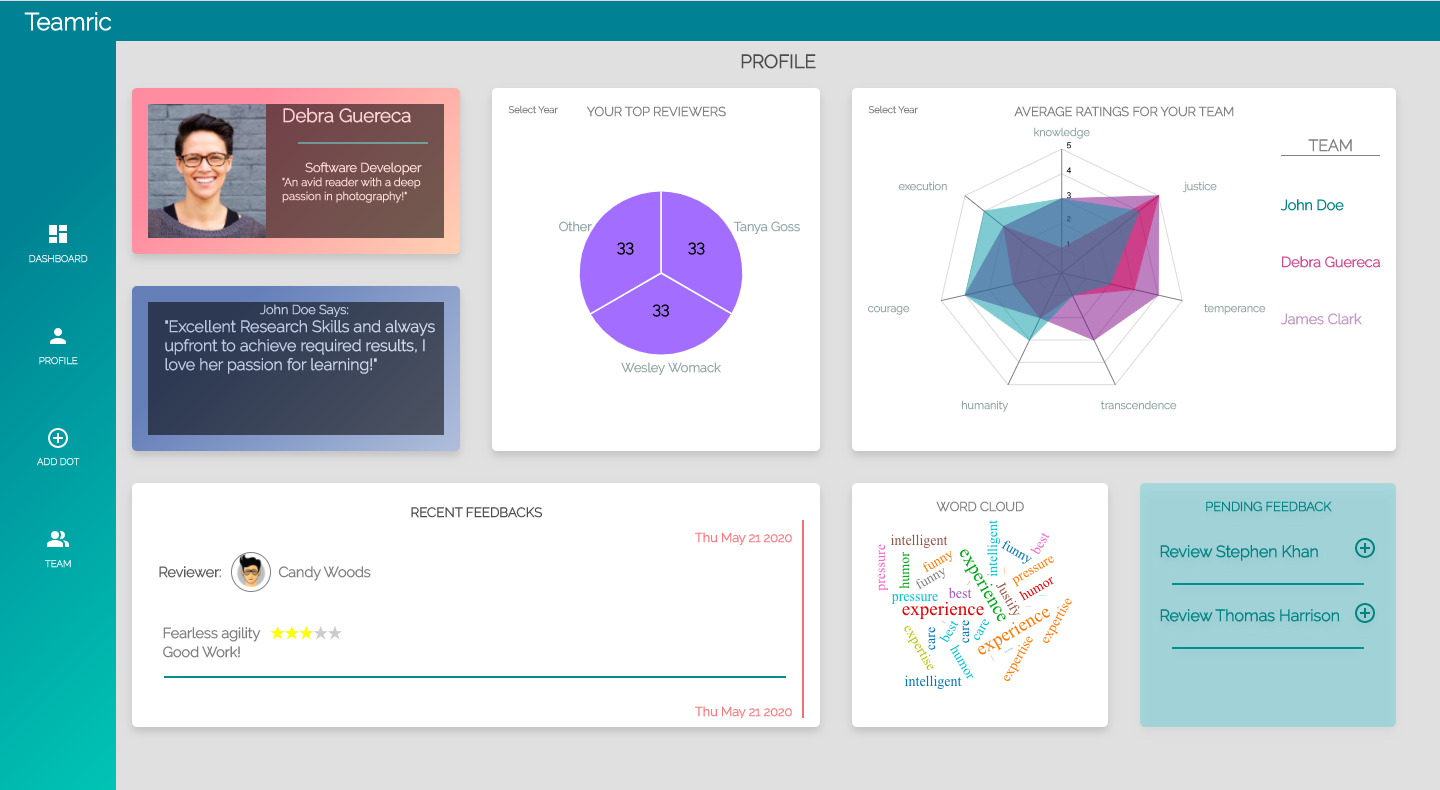 Teamric
PROFILE
DASHBOARD
PROFILE
ADD DOT
TEAM
Debra Guereca
Software Developer
"An avid reader with a deep
passion in photography!"
John Doe Says:
"Excellent Research Skills and always
upfront to achieve required results, I
love her passion for learning!"
Select Year
YOUR TOP REVIEWERS
Other
Tanya Goss
33
33
33
Wesley Womack
Select Year
AVERAGE RATINGS FOR YOUR TEAM
knowledge
5
4
3
2
1
execution
justice
courage
temperance
humanity
transcendence
TEAM
John Doe
Debra Guereca
James Clark
RECENT FEEDBACKS
Thu May 21 2020
Reviewer:
Candy Woods
Fearless agility
Good Work!
Thu May 21 2020
WORD CLOUD
intelligent
intelligent
best
funny
pressure
humor
funny
experience
pressure
funny
humor
pressure
best
Justify
experience
experience
expertise
care
best
care
care
expertise
humor
expertise
intelligent
PENDING FEEDBACK
Review Stephen Khan
Review Thomas Harrison